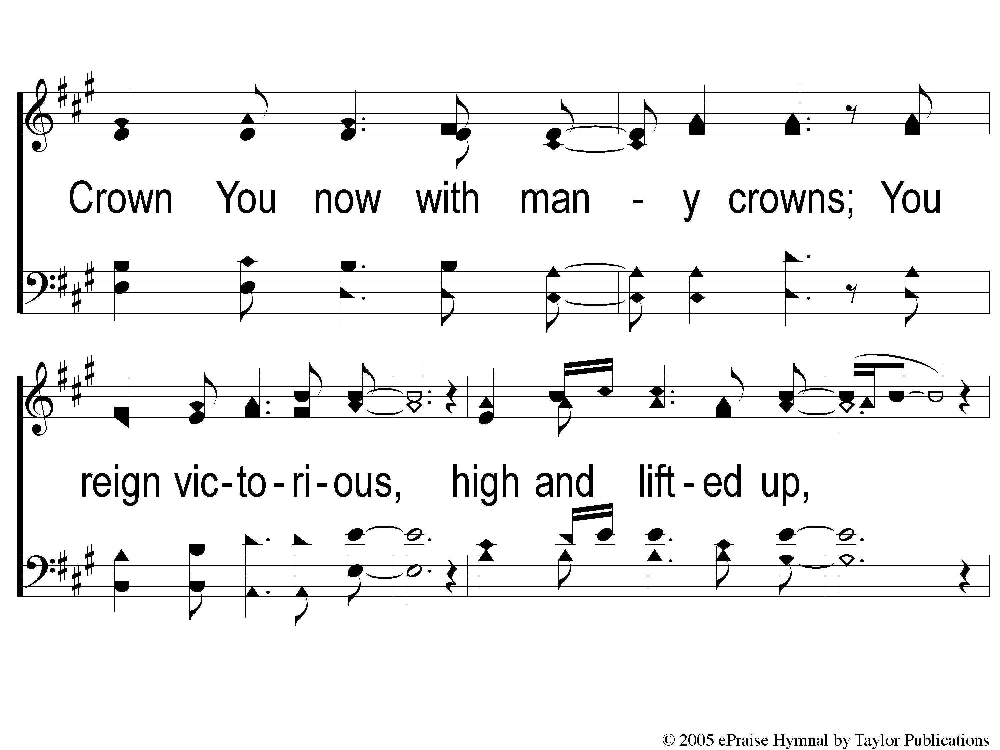 Crown You now with man - y crowns; You
reign vic - to - ri - ous, high and lift - ed up,
© 2005 ePraise Hymnal by Taylor Publications